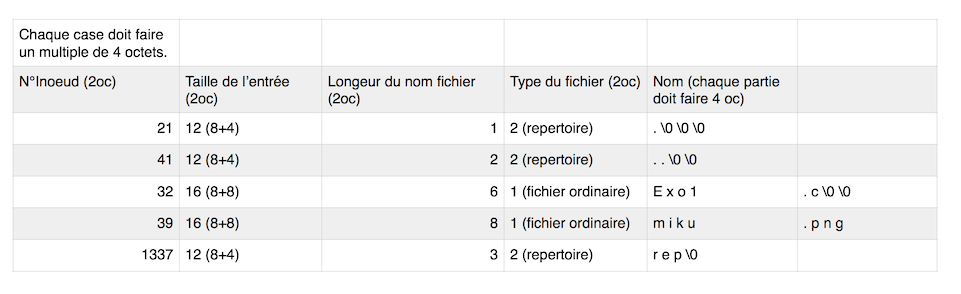 Chaque case doit faire
un multiple de 4 octets.
N°Inoeud (2oc) Taille de l'entrée (2oc) Longeur du nom fichier (2oc) Type du fichier (2oc) Nom (chaque partie doit faire 4 oc)
21 12 (8+4) 1 2 (repertoire) . \0 \0 \0
41 12 (8+4) 2 2 (repertoire) . . \0 \0
32 16 (8+8) 6 1 (fichier ordinaire) E x o 1 . c \0 \0
39 16 (8+8) 8 1 (fichier ordinaire) m i k u . p n g
1337 12 (8+4) 3 2 (repertoire) r e p \0